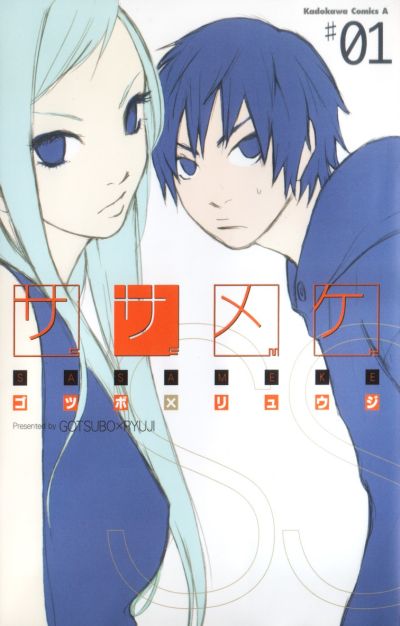 Kadokawa Comics A
#01
ササメケ
SASAMEKE
ゴツボ×リュウジ
Presented by GOTSUBO×RYUJI